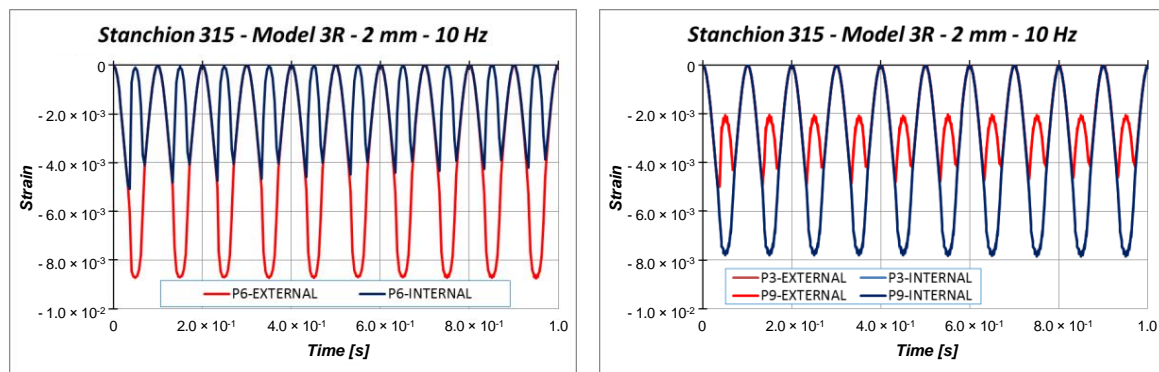 Stanchion 315 - Model 3R - 2 mm - 10 Hz
0
- 2.0 × 10⁻³
- 4.0 × 10⁻³
- 6.0 × 10⁻³
- 8.0 × 10⁻³
- 1.0 × 10⁻²
Strain
P6-EXTERNAL P6-INTERNAL
0 2.0 × 10⁻¹ 4.0 × 10⁻¹ 6.0 × 10⁻¹ 8.0 × 10⁻¹ 1.0
Time [s]
Stanchion 315 - Model 3R - 2 mm - 10 Hz
0
- 2.0 × 10⁻³
- 4.0 × 10⁻³
- 6.0 × 10⁻³
- 8.0 × 10⁻³
- 1.0 × 10⁻²
Strain
P3-EXTERNAL P3-INTERNAL
P9-EXTERNAL P9-INTERNAL
0 2.0 × 10⁻¹ 4.0 × 10⁻¹ 6.0 × 10⁻¹ 8.0 × 10⁻¹ 1.0
Time [s]